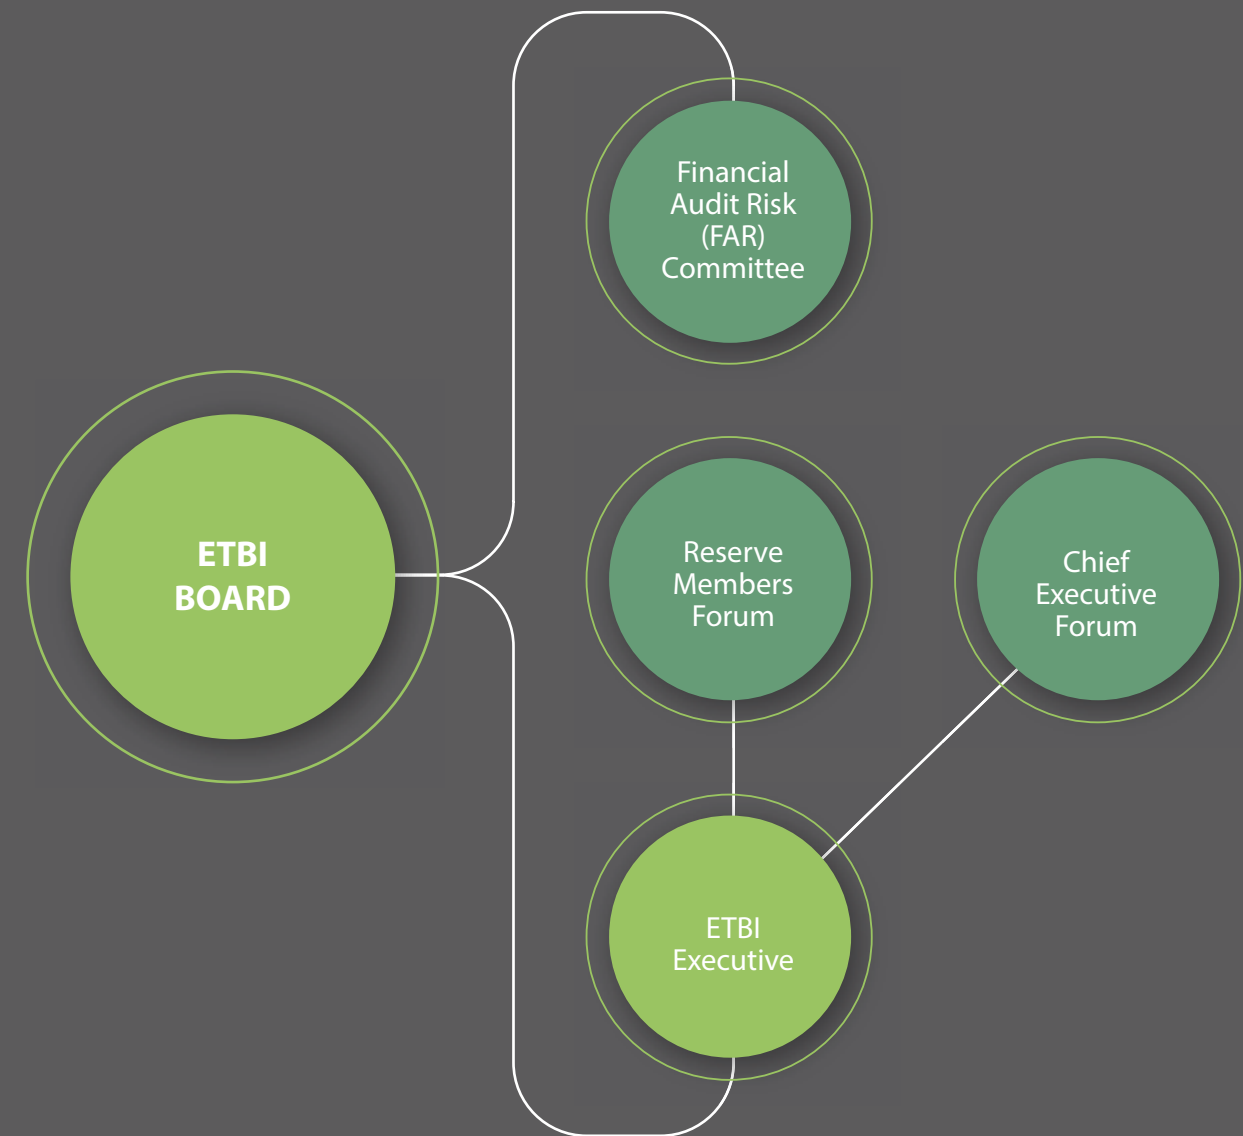 Financial
Audit Risk
(FAR)
Committee
ETBI
BOARD
Reserve
Members
Forum
Chief
Executive
Forum
ETBI
Executive